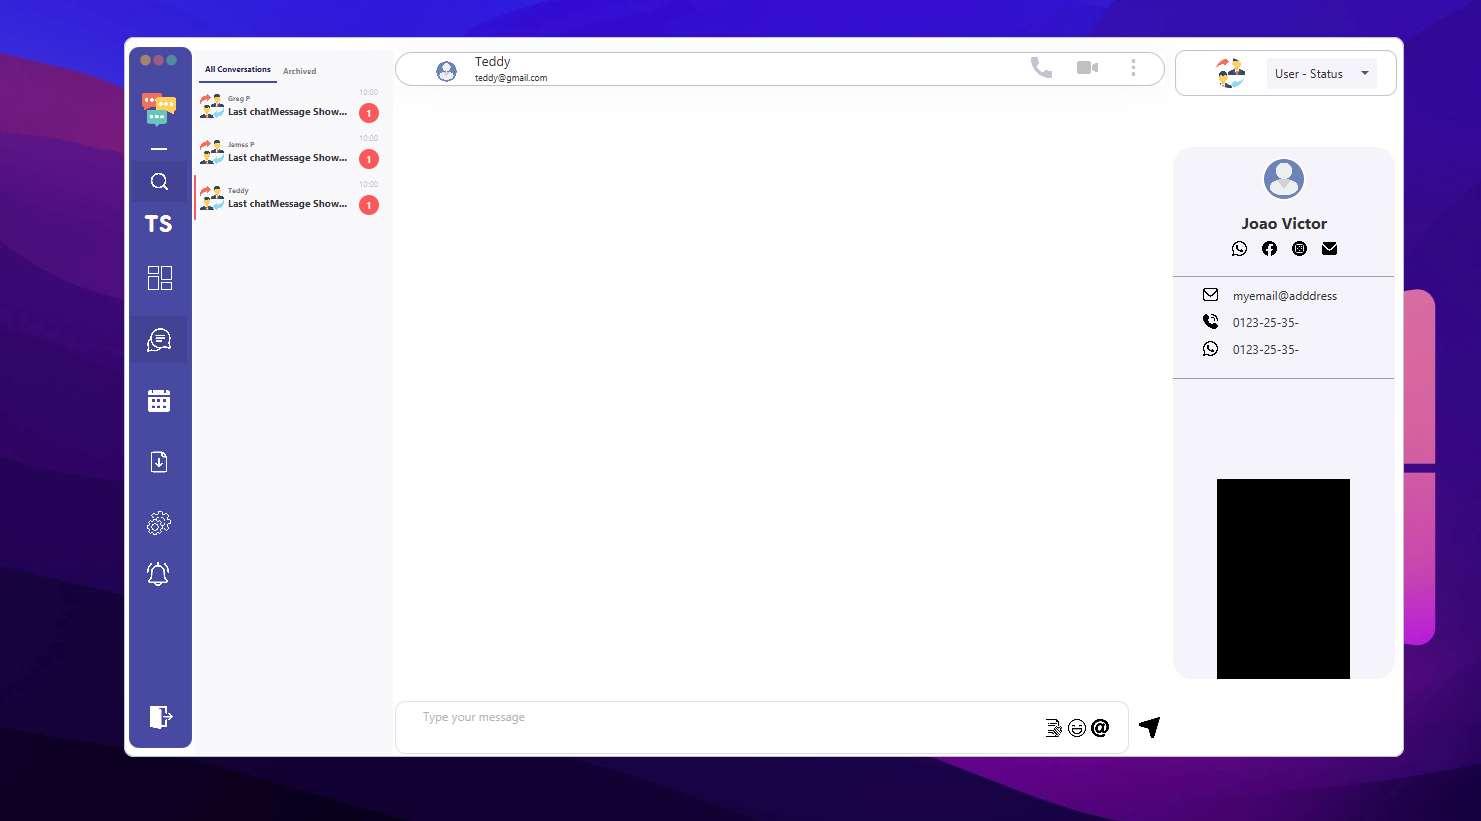 TS
All Conversations
Archived
Greg P
10:00
Last chatMessage Show...
1
James P
10:00
Last chatMessage Show...
1
Teddy
10:00
Last chatMessage Show...
1
Teddy
teddy@gmail.com
Type your message
User - Status
Joao Victor
myemail@adddress
0123-25-35-
0123-25-35-